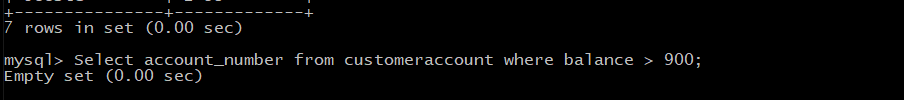 +---------------+-------------+
7 rows in set (0.00 sec)
mysql> Select account_number from customeraccount where balance > 900;
Empty set (0.00 sec)